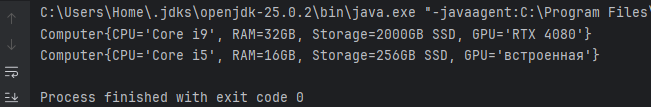 C:\Users\Home\.jdks\openjdk-25.0.2\bin\java.exe "-javaagent:C:\Program Files\
Computer{CPU='Core i9', RAM=32GB, Storage=2000GB SSD, GPU='RTX 4080'}
Computer{CPU='Core i5', RAM=16GB, Storage=256GB SSD, GPU='встроенная'}
Process finished with exit code 0